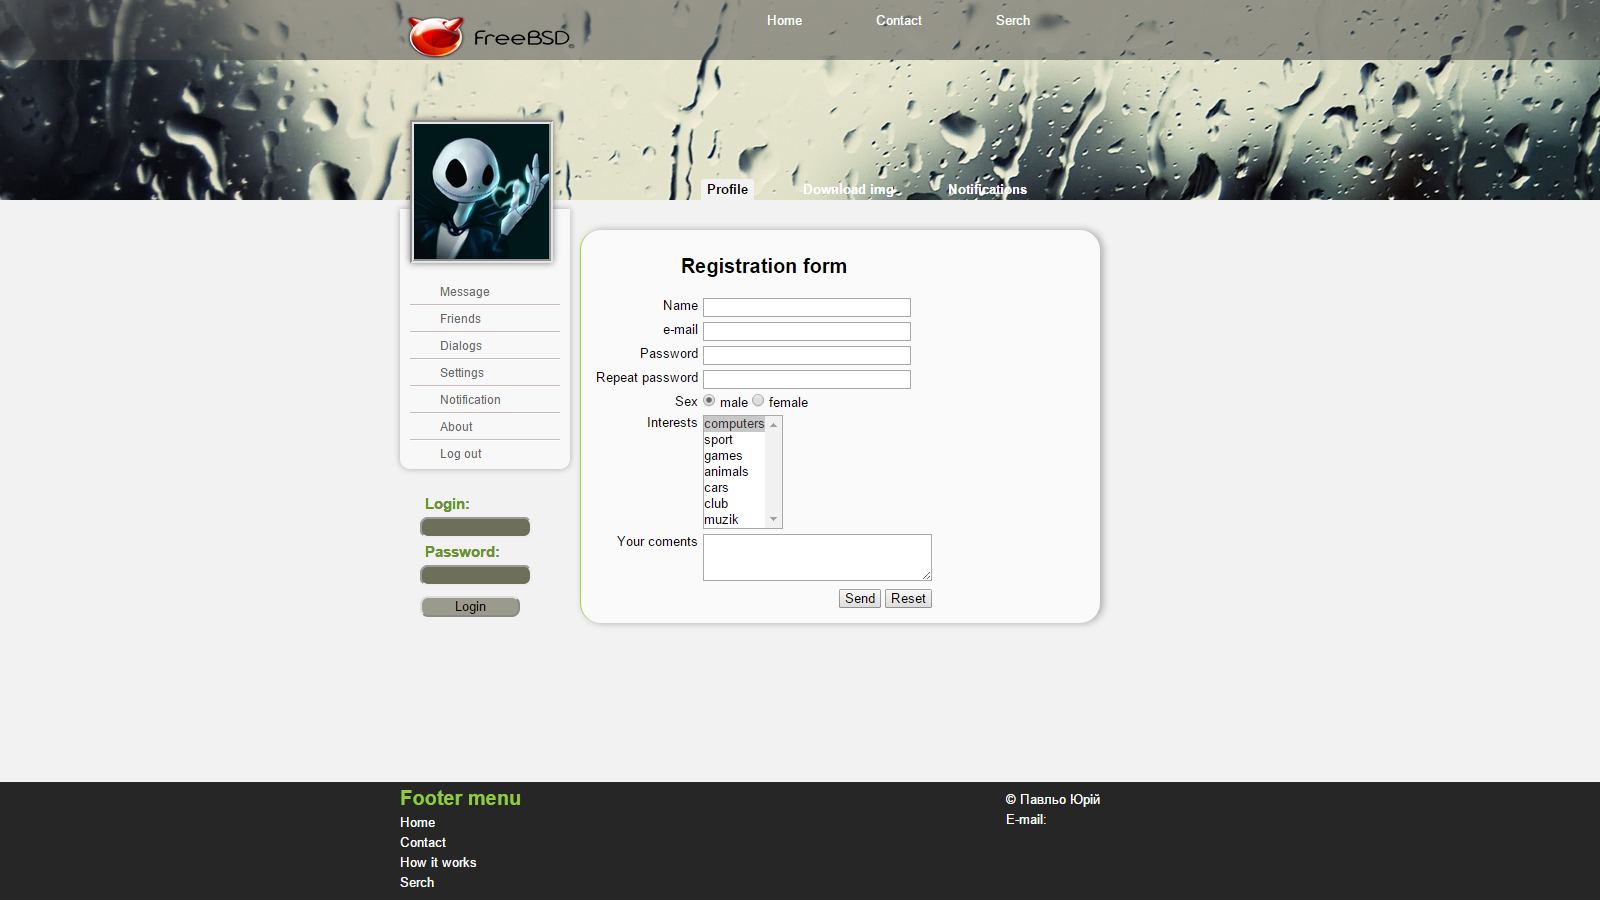 FreeBSD
Home Contact Serch
Profile Download img Notifications
Message
Friends
Dialogs
Settings
Notification
About
Log out
Login:
Password:
Login
Registration form
Name
e-mail
Password
Repeat password
Sex male female
Interests computers
sport
games
animals
cars
club
muzik
Your coments
Send Reset
Footer menu
Home
Contact
How it works
Serch
© Павльо Юрій
E-mail: